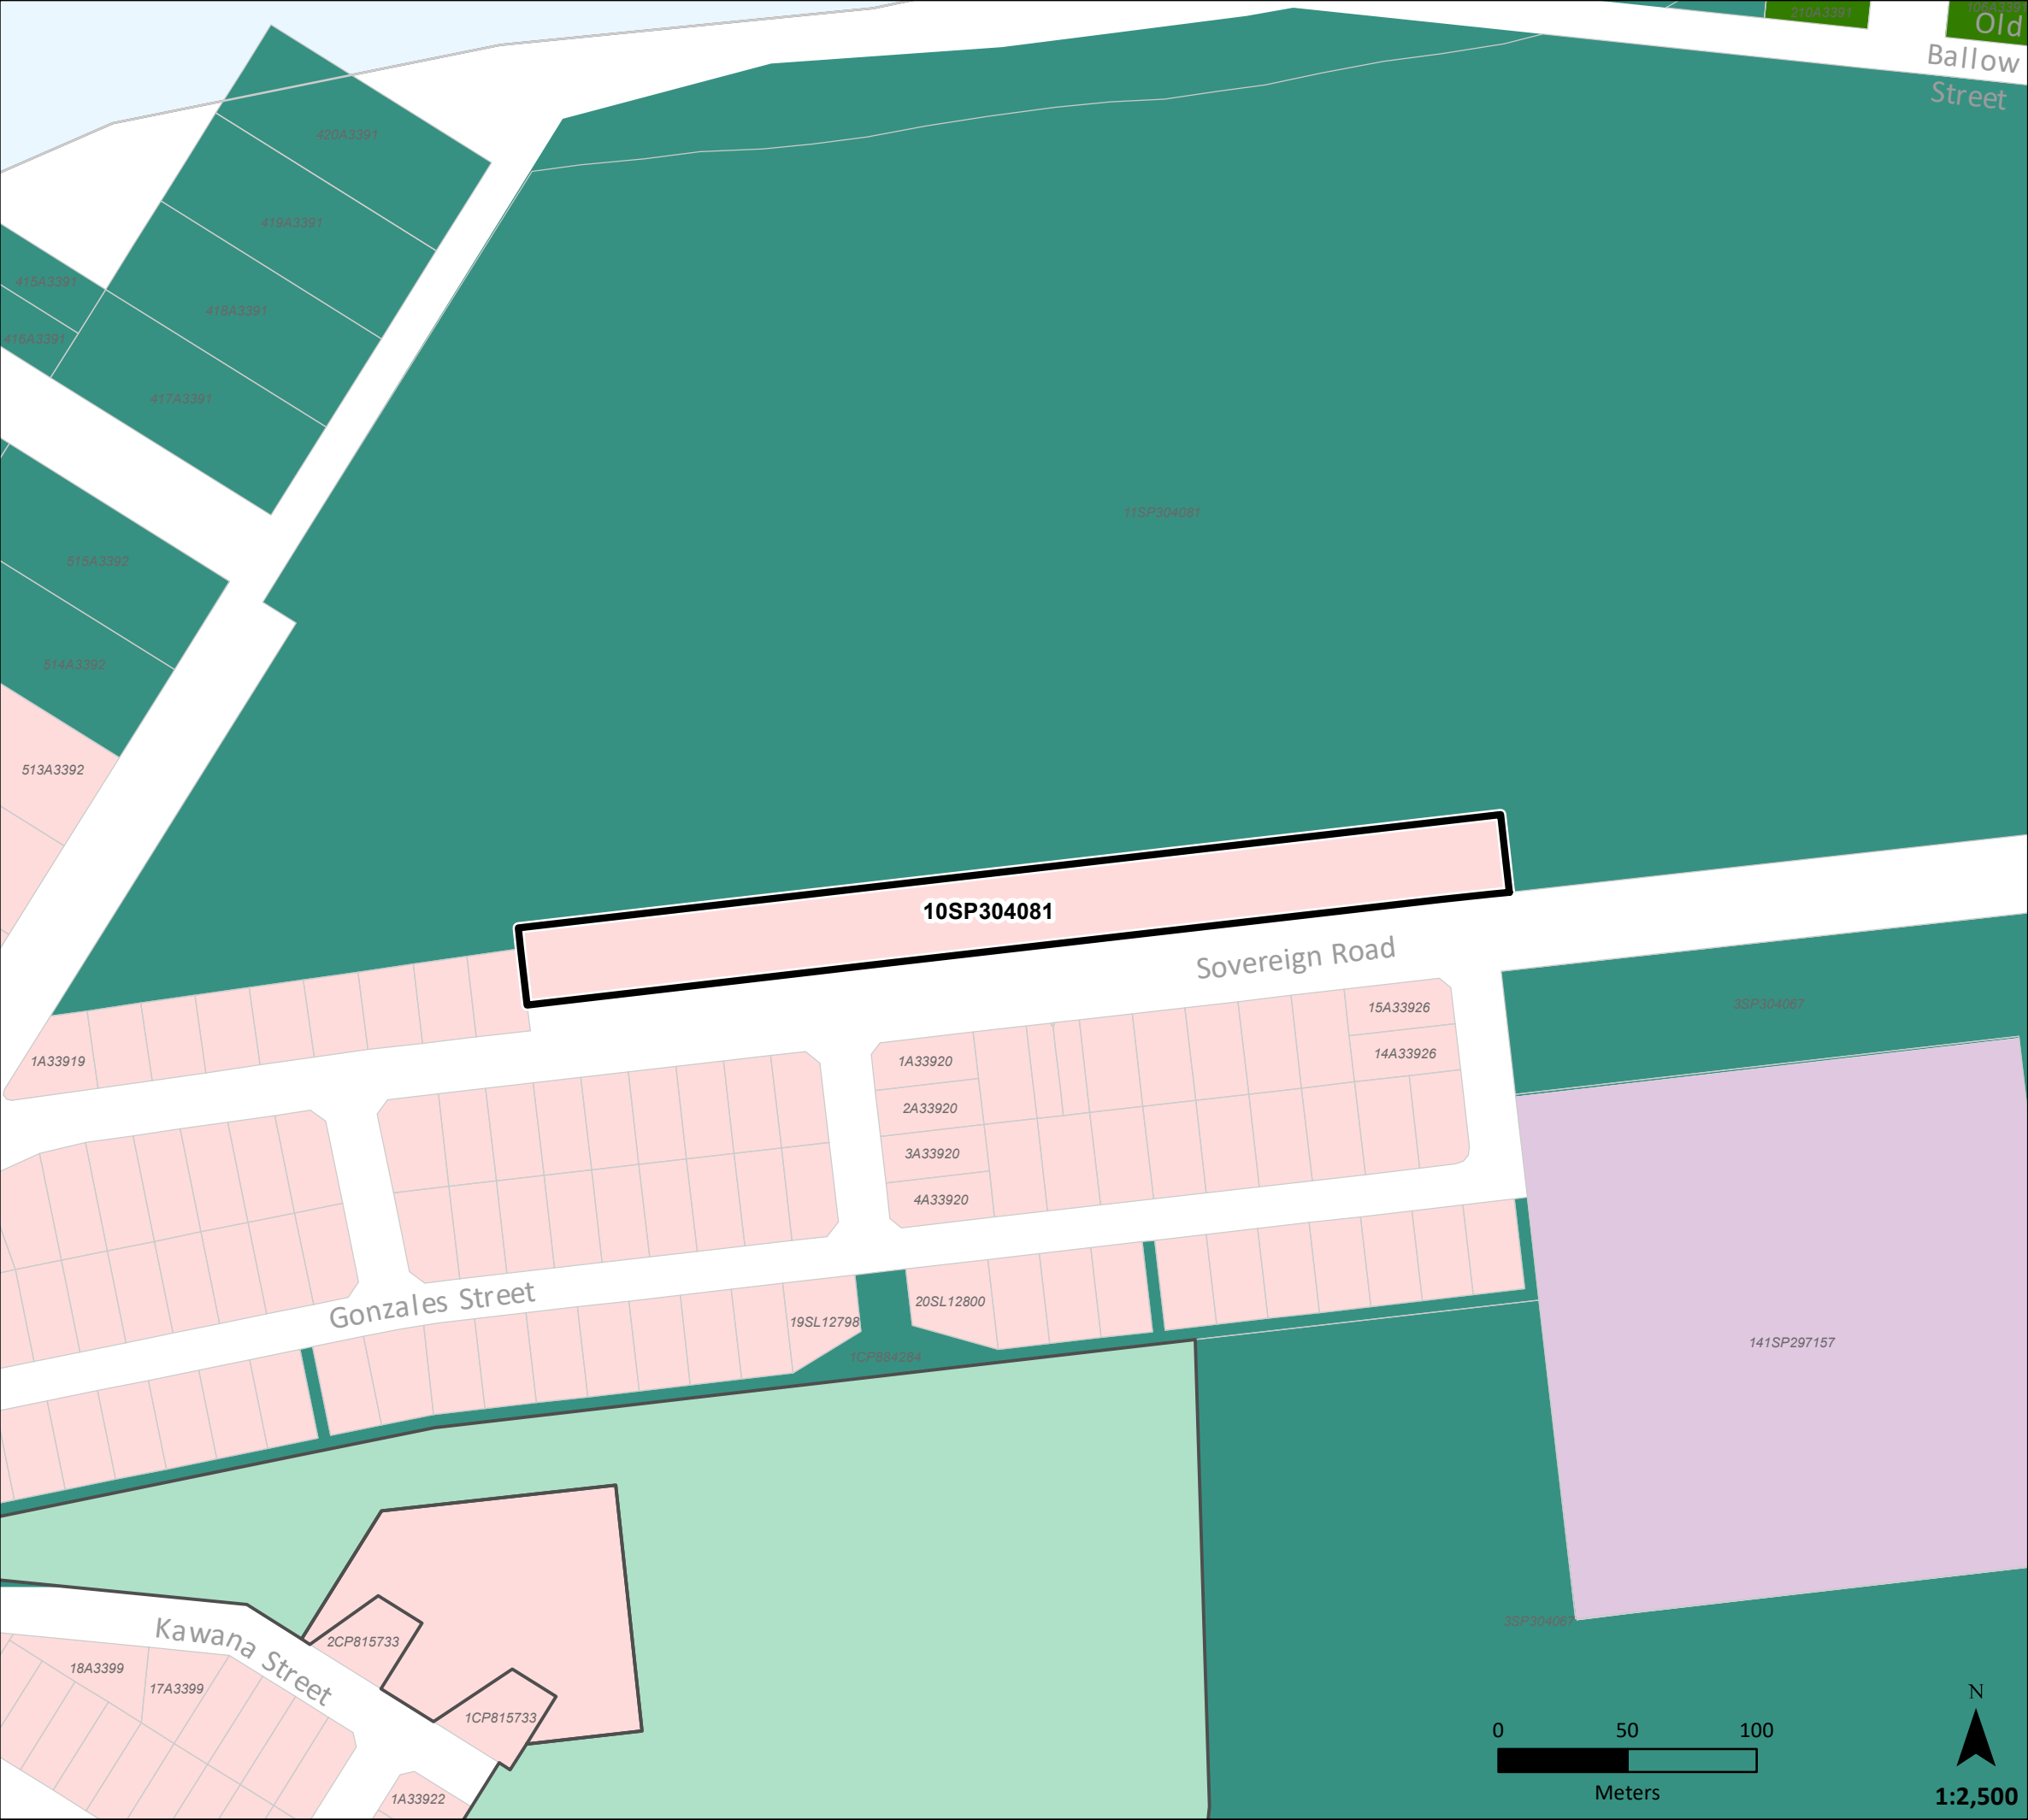 210A3391
106A3391
Old
Ballow
Street
420A3391
419A3391
415A3391
418A3391
416A3391
417A3391
11SP304081
515A3392
514A3392
513A3392
10SP304081
Sovereign Road
3SP304067
15A33926
14A33926
1A33919
1A33920
2A33920
3A33920
4A33920
Gonzales Street
20SL12800
19SL12798
1CP884284
141SP297157
3SP304067
Kawana Street
2CP815733
18A3399
17A3399
1CP815733
1A33922
N
0 50 100
Meters
1:2,500